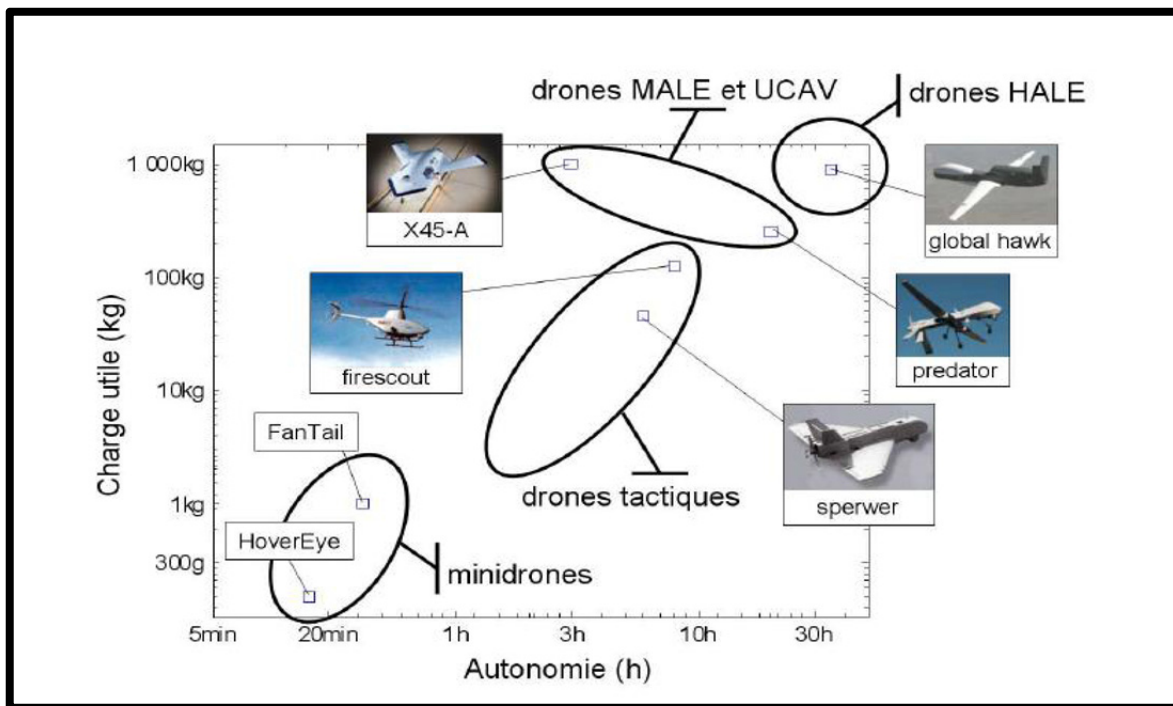 drones MALE et UCAV
drones HALE
1 000kg
X45-A
global hawk
100kg
Charge utile (kg)
firescout
predator
10kg
FanTail
drones tactiques
sperwer
1kg
HoverEye
300g
minidrones
5min
20min
1h
3h
10h
30h
Autonomie (h)